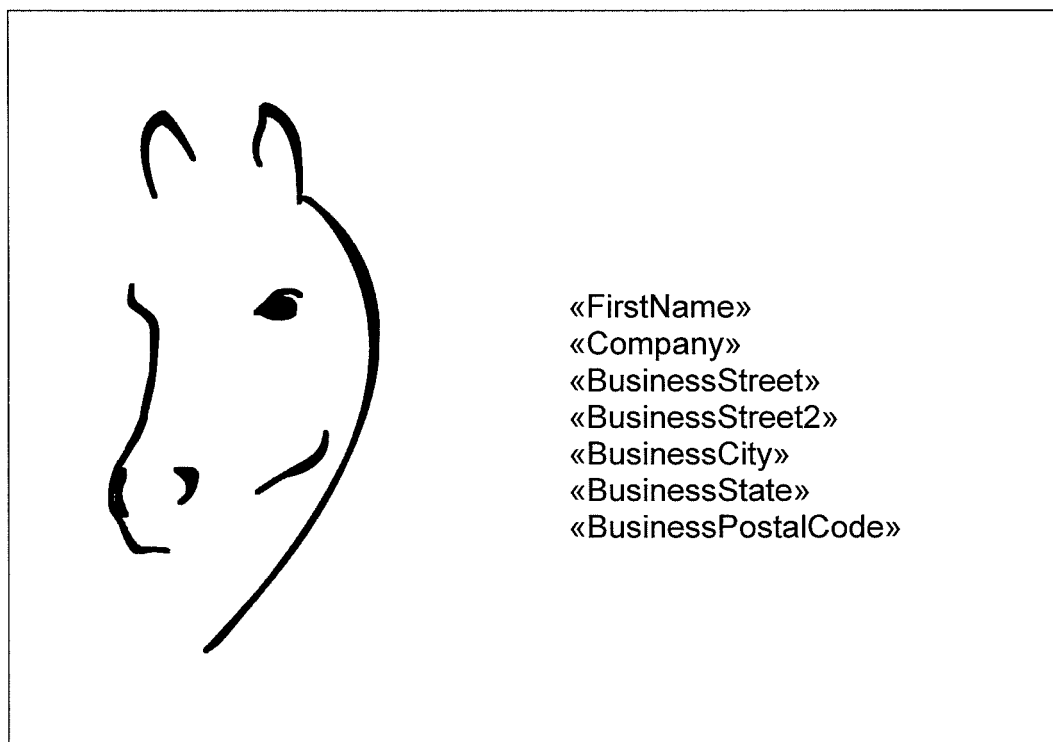 «FirstName»
«Company»
«BusinessStreet»
«BusinessStreet2»
«BusinessCity»
«BusinessState»
«BusinessPostalCode»